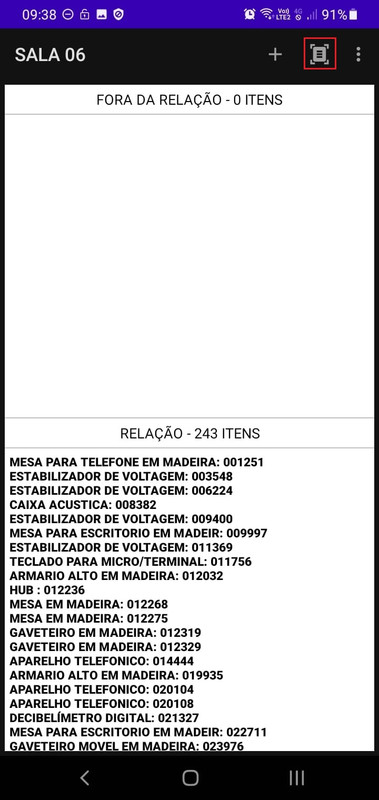 09:38
Vo))
LTE2
4G
91%
SALA 06
FORA DA RELAÇÃO - 0 ITENS
RELAÇÃO - 243 ITENS
MESA PARA TELEFONE EM MADEIRA: 001251
ESTABILIZADOR DE VOLTAGEM: 003548
ESTABILIZADOR DE VOLTAGEM: 006224
CAIXA ACUSTICA: 008382
ESTABILIZADOR DE VOLTAGEM: 009400
MESA PARA ESCRITORIO EM MADEIR: 009997
ESTABILIZADOR DE VOLTAGEM: 011369
TECLADO PARA MICRO/TERMINAL: 011756
ARMARIO ALTO EM MADEIRA: 012032
HUB : 012236
MESA EM MADEIRA: 012268
MESA EM MADEIRA: 012275
GAVETEIRO EM MADEIRA: 012319
GAVETEIRO EM MADEIRA: 012329
APARELHO TELEFONICO: 014444
ARMARIO ALTO EM MADEIRA: 019935
APARELHO TELEFONICO: 020104
APARELHO TELEFONICO: 020108
DECIBELÍMETRO DIGITAL: 021327
MESA PARA ESCRITORIO EM MADEIR: 022711
GAVETEIRO MOVEL EM MADEIRA: 023976